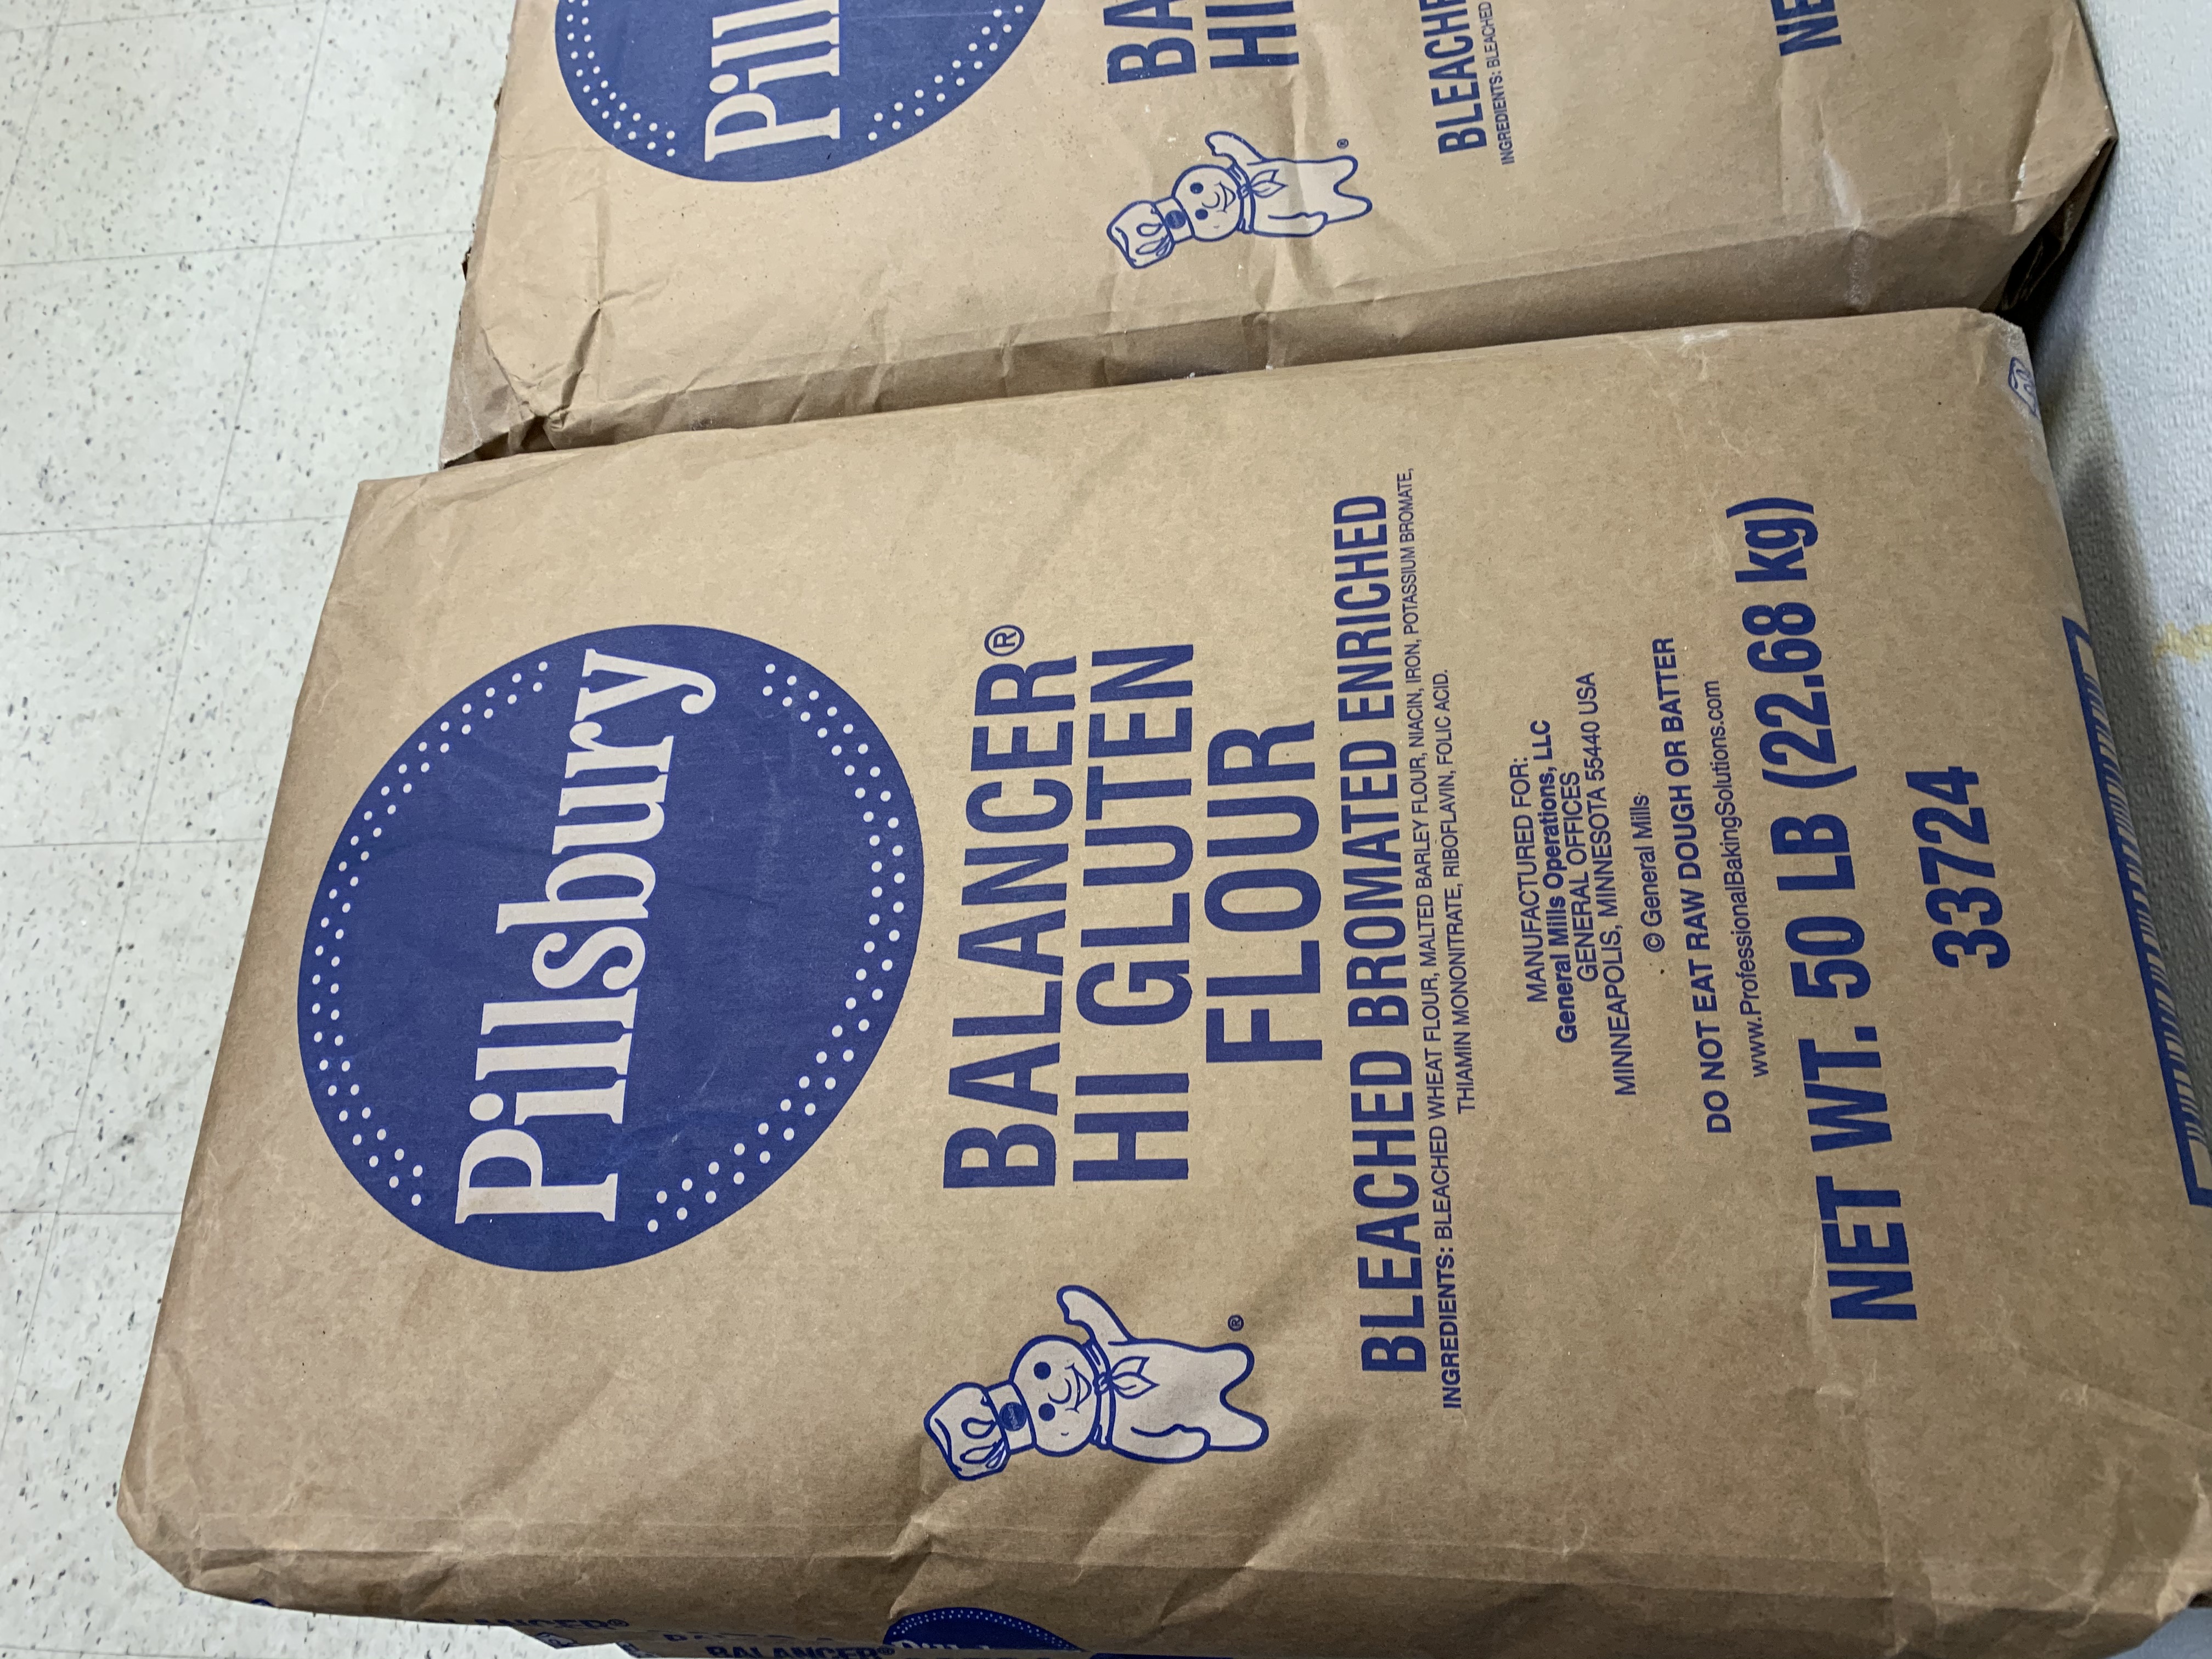 Pillsbury
BALANCER®
HI GLUTEN
FLOUR
BLEACHED BROMATED ENRICHED
INGREDIENTS: BLEACHED WHEAT FLOUR, MALTED BARLEY FLOUR, NIACIN, IRON, POTASSIUM BROMATE,
THIAMIN MONONITRATE, RIBOFLAVIN, FOLIC ACID.
MANUFACTURED FOR:
General Mills Operations, LLC
GENERAL OFFICES
MINNEAPOLIS, MINNESOTA 55440 USA
© General Mills
DO NOT EAT RAW DOUGH OR BATTER
www.ProfessionalBakingSolutions.com
NET WT. 50 LB (22.68 kg)
33724
®
Pill
BA
HI
BLEACHE
INGREDIENTS: BLEACHED
NE
®
BALANCER®
BALANCER®